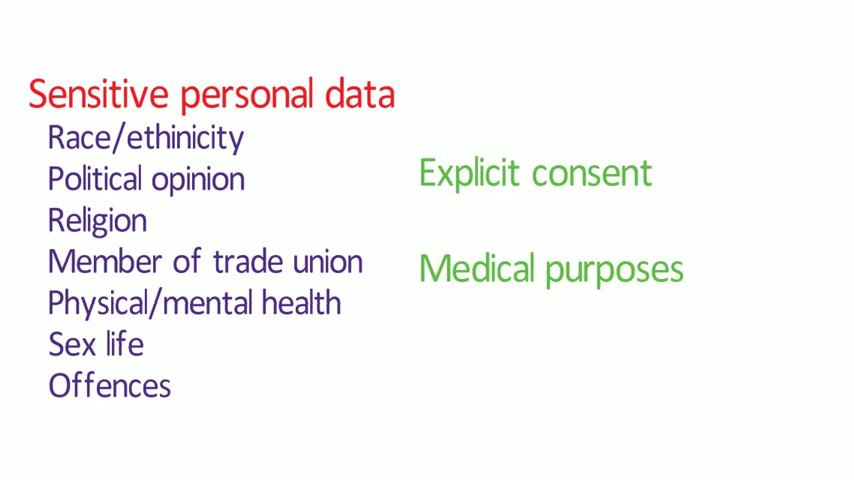 Sensitive personal data
Race/ethinicity
Political opinion
Religion
Member of trade union
Physical/mental health
Sex life
Offences
Explicit consent
Medical purposes